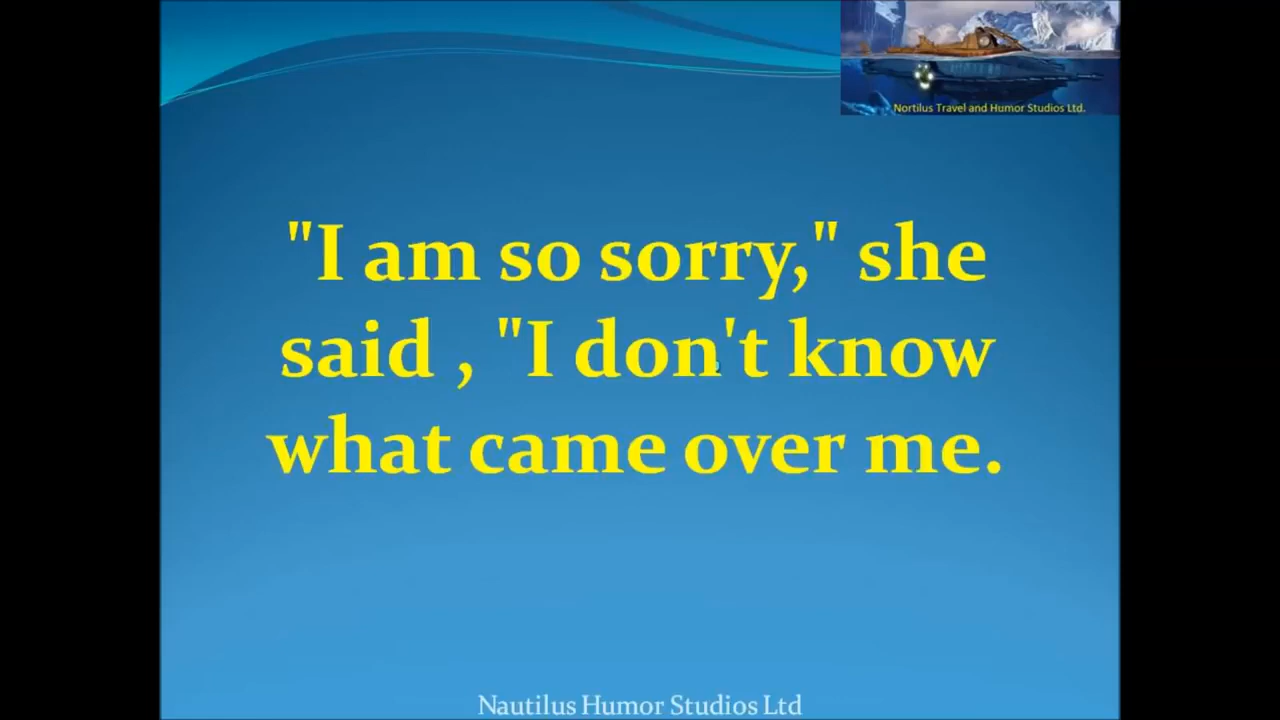 Nortilus Travel and Humor Studios Ltd.
"I am so sorry," she
said , "I don't know
what came over me.
Nautilus Humor Studios Ltd